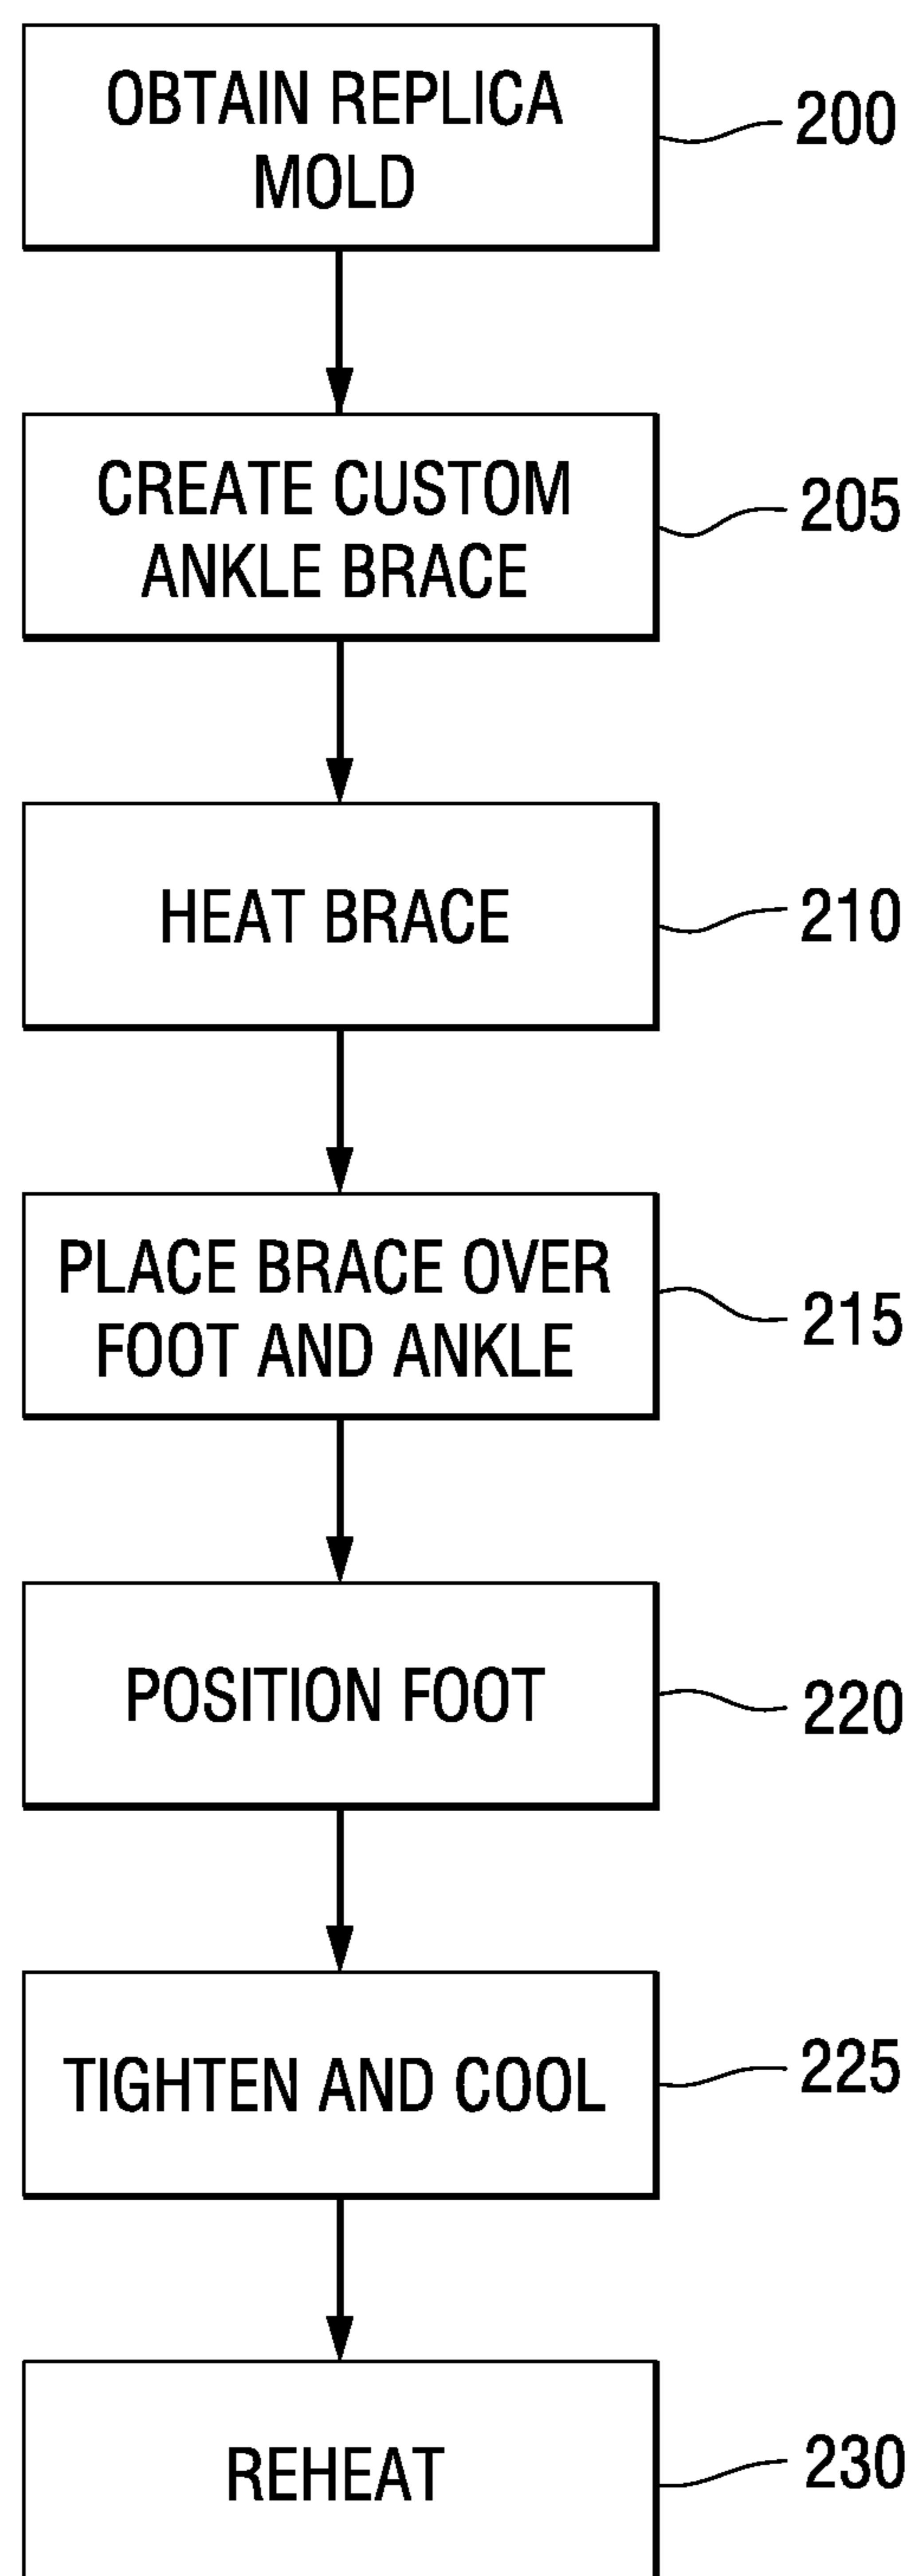 OBTAIN REPLICA
MOLD
200
CREATE CUSTOM
ANKLE BRACE
205
HEAT BRACE
210
PLACE BRACE OVER
FOOT AND ANKLE
215
POSITION FOOT
220
TIGHTEN AND COOL
225
REHEAT
230